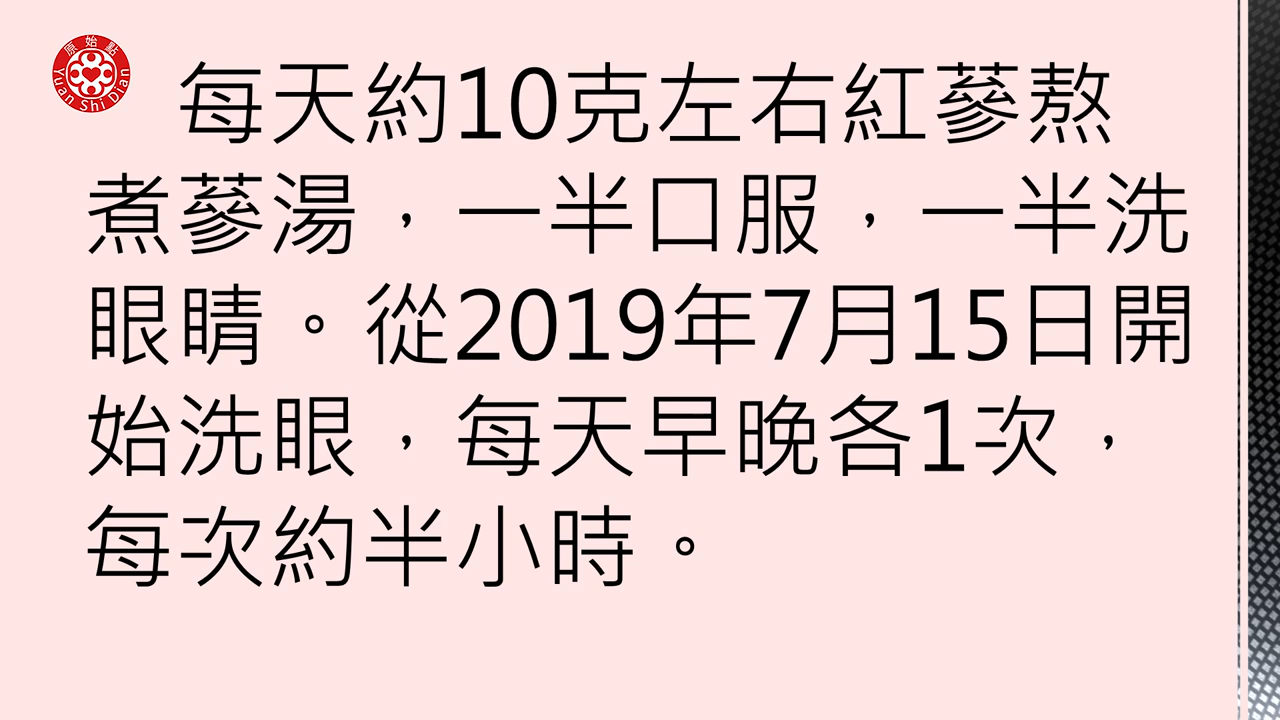 原始點
Yuan Shi Dian
每天約10克左右紅蔘熬
煮蔘湯，一半口服，一半洗
眼睛。從2019年7月15日開
始洗眼，每天早晚各1次，
每次約半小時。